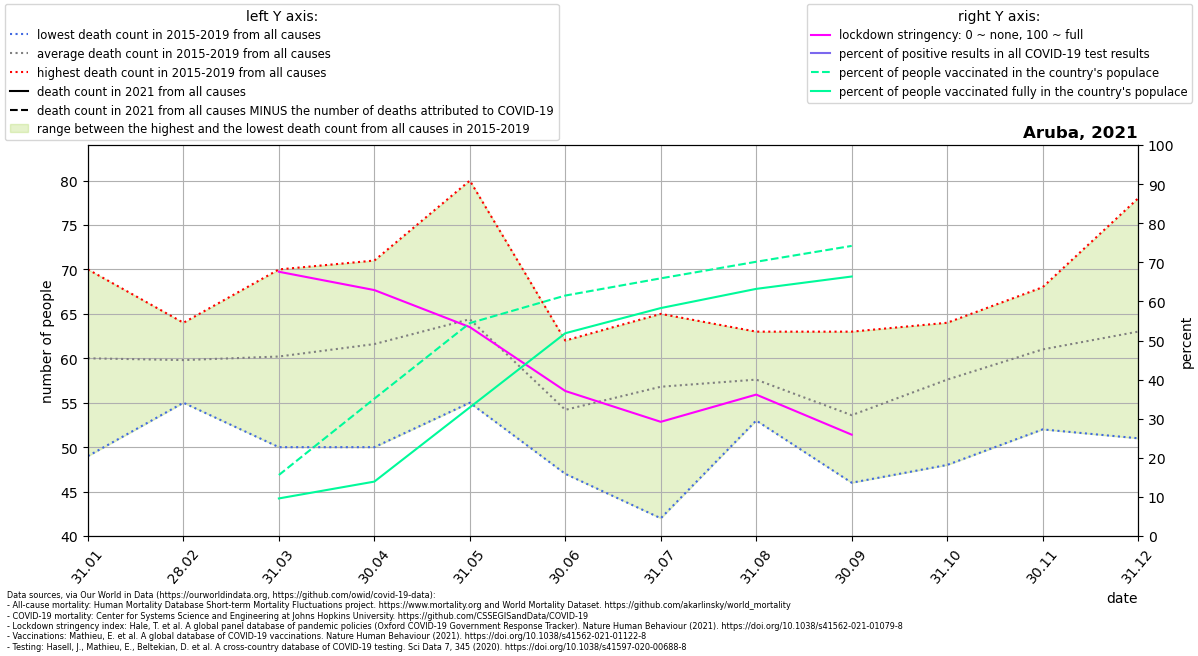 left Y axis:
lowest death count in 2015-2019 from all causes
average death count in 2015-2019 from all causes
highest death count in 2015-2019 from all causes
death count in 2021 from all causes
death count in 2021 from all causes MINUS the number of deaths attributed to COVID-19
range between the highest and the lowest death count from all causes in 2015-2019
right Y axis:
lockdown stringency: 0 ~ none, 100 ~ full
percent of positive results in all COVID-19 test results
percent of people vaccinated in the country's populace
percent of people vaccinated fully in the country's populace
Aruba, 2021
80
75
70
65
60
55
50
45
40
number of people
100
90
80
70
60
50
40
30
20
10
0
percent
31.01
28.02
31.03
30.04
31.05
30.06
31.07
31.08
30.09
31.10
30.11
31.12
date
Data sources, via Our World in Data (https://ourworldindata.org, https://github.com/owid/covid-19-data):
- All-cause mortality: Human Mortality Database Short-term Mortality Fluctuations project. https://www.mortality.org and World Mortality Dataset. https://github.com/akarlinsky/world_mortality
- COVID-19 mortality: Center for Systems Science and Engineering at Johns Hopkins University. https://github.com/CSSEGISandData/COVID-19
- Lockdown stringency index: Hale, T. et al. A global panel database of pandemic policies (Oxford COVID-19 Government Response Tracker). Nature Human Behaviour (2021). https://doi.org/10.1038/s41562-021-01079-8
- Vaccinations: Mathieu, E. et al. A global database of COVID-19 vaccinations. Nature Human Behaviour (2021). https://doi.org/10.1038/s41562-021-01122-8
- Testing: Hasell, J., Mathieu, E., Beltekian, D. et al. A cross-country database of COVID-19 testing. Sci Data 7, 345 (2020). https://doi.org/10.1038/s41597-020-00688-8